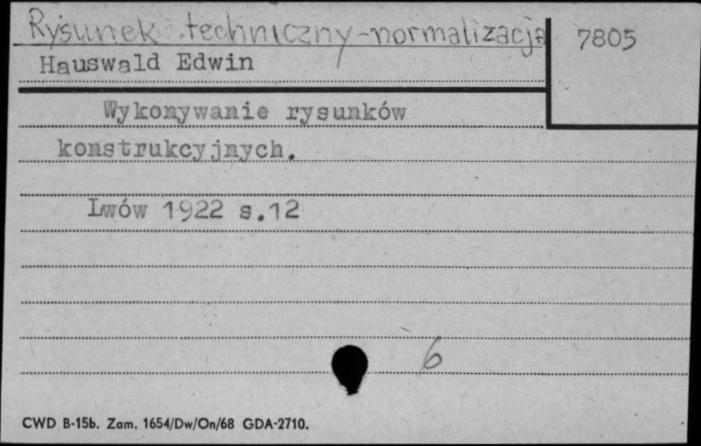 Rysunek techniczny-normalizacja
7805
Hauswald Edwin
Wykonywanie rysunków
konstrukcyjnych.
Lwów 1922 s.12
6
CWD B-15b. Zam. 1654/Dw/On/68 GDA-2710.